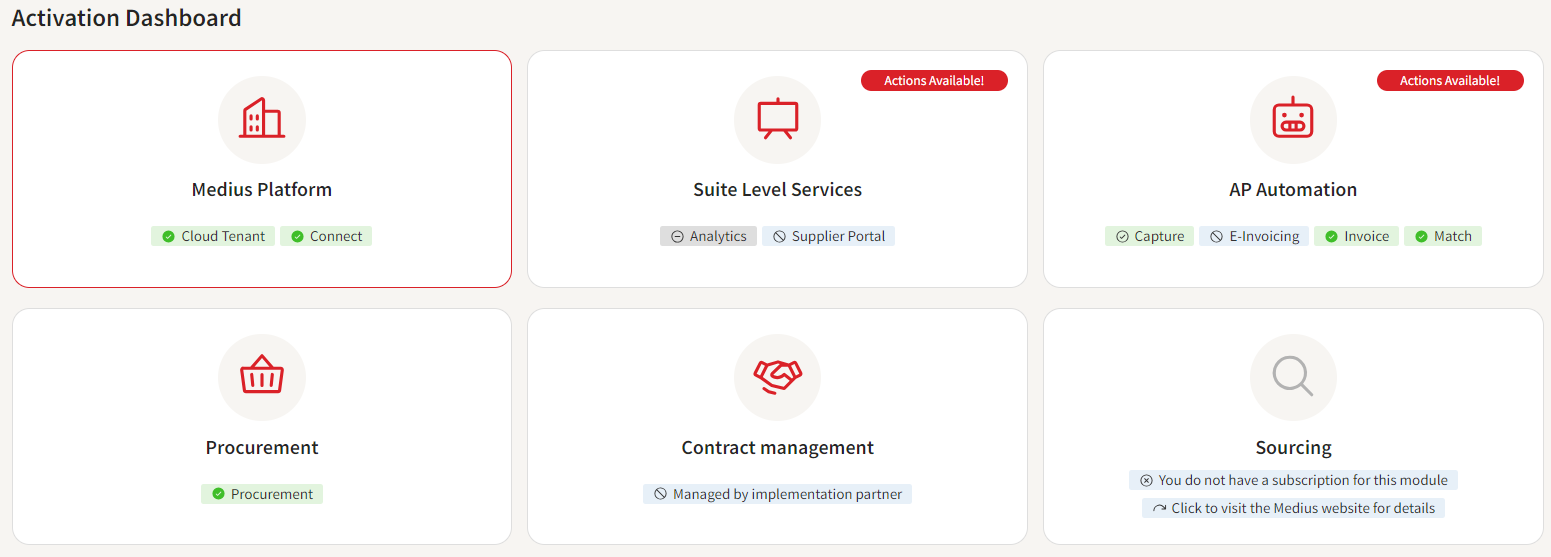 Activation Dashboard
Actions Available!
Actions Available!
Medius Platform
Suite Level Services
AP Automation
Cloud Tenant Connect
Analytics Supplier Portal
Capture E-Invoicing Invoice Match
Procurement
Contract management
Sourcing
Procurement
Managed by implementation partner
You do not have a subscription for this module
Click to visit the Medius website for details